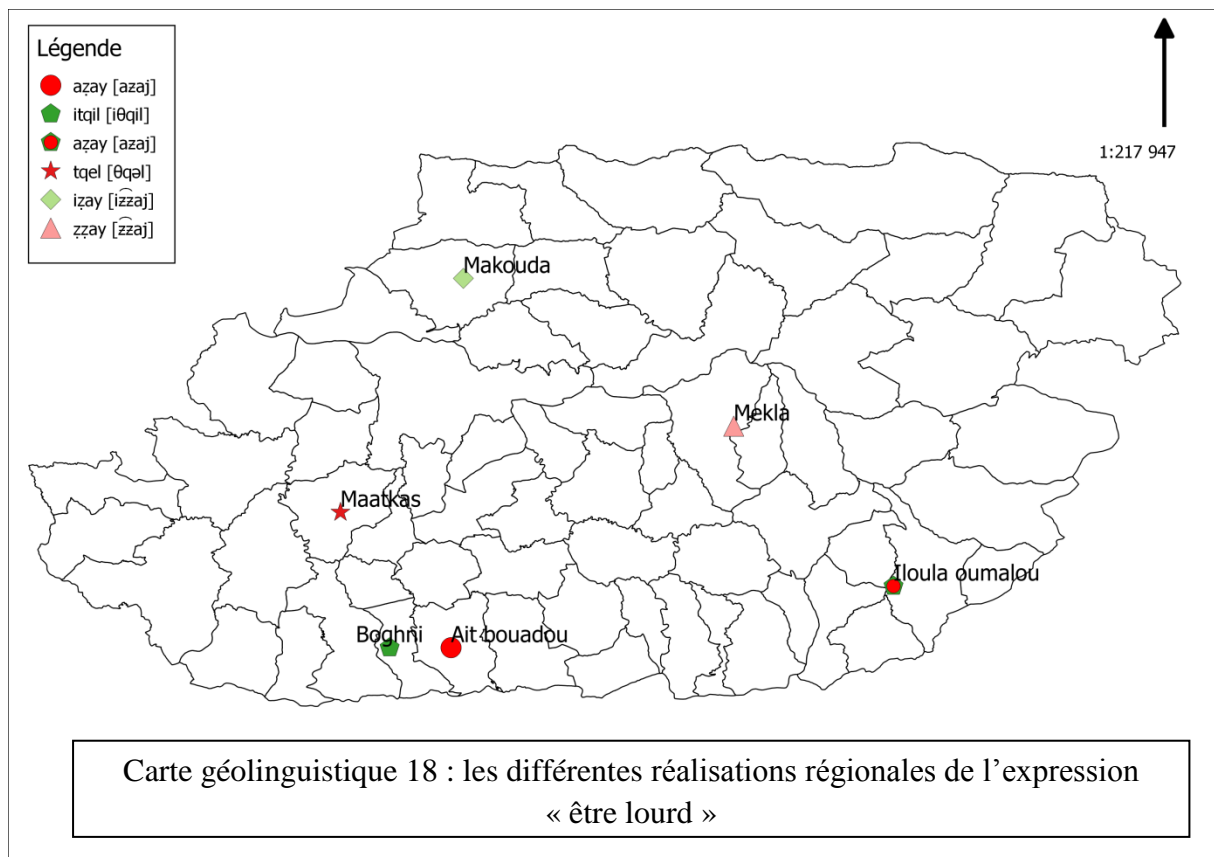 Légende
aẓay [azaj]
itqil [iθqil]
aẓay [azaj]
tqel [θqəl]
iẓay [iz͡zaj]
ẓẓay [z͡zaj]
1:217 947
Makouda
Mekla
Maatkas
Iloula oumalou
Boghni Ait bouadou
Carte géolinguistique 18 : les différentes réalisations régionales de l’expression
« être lourd »